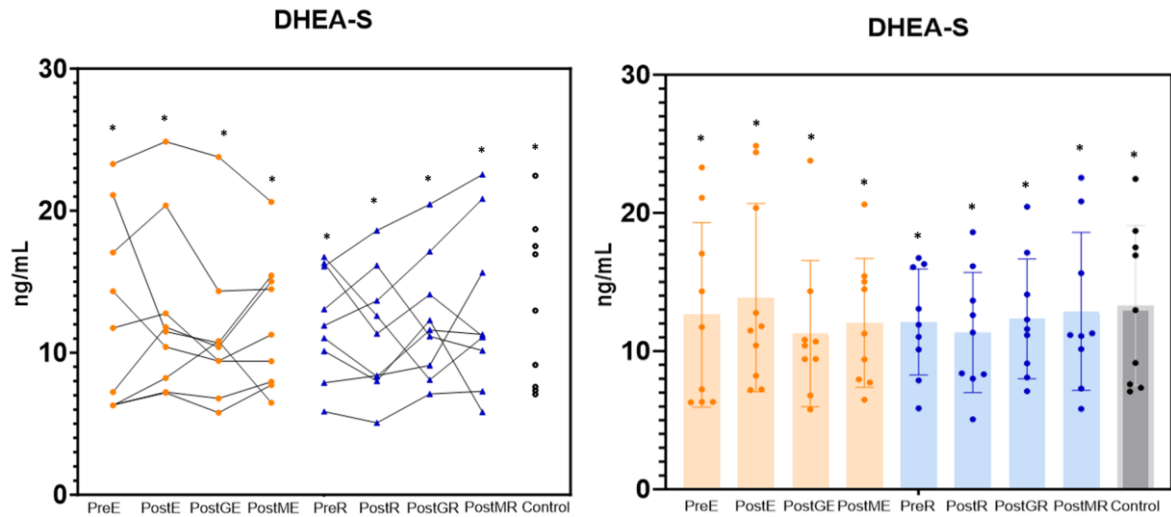 DHEA-S
30
20
10
0
ng/mL
* * * * * * * * *
PreE PostE PostGE PostME PreR PostR PostGR PostMR Control
DHEA-S
30
20
10
0
ng/mL
* * * * * * * * *
PreE PostE PostGE PostME PreR PostR PostGR PostMR Control